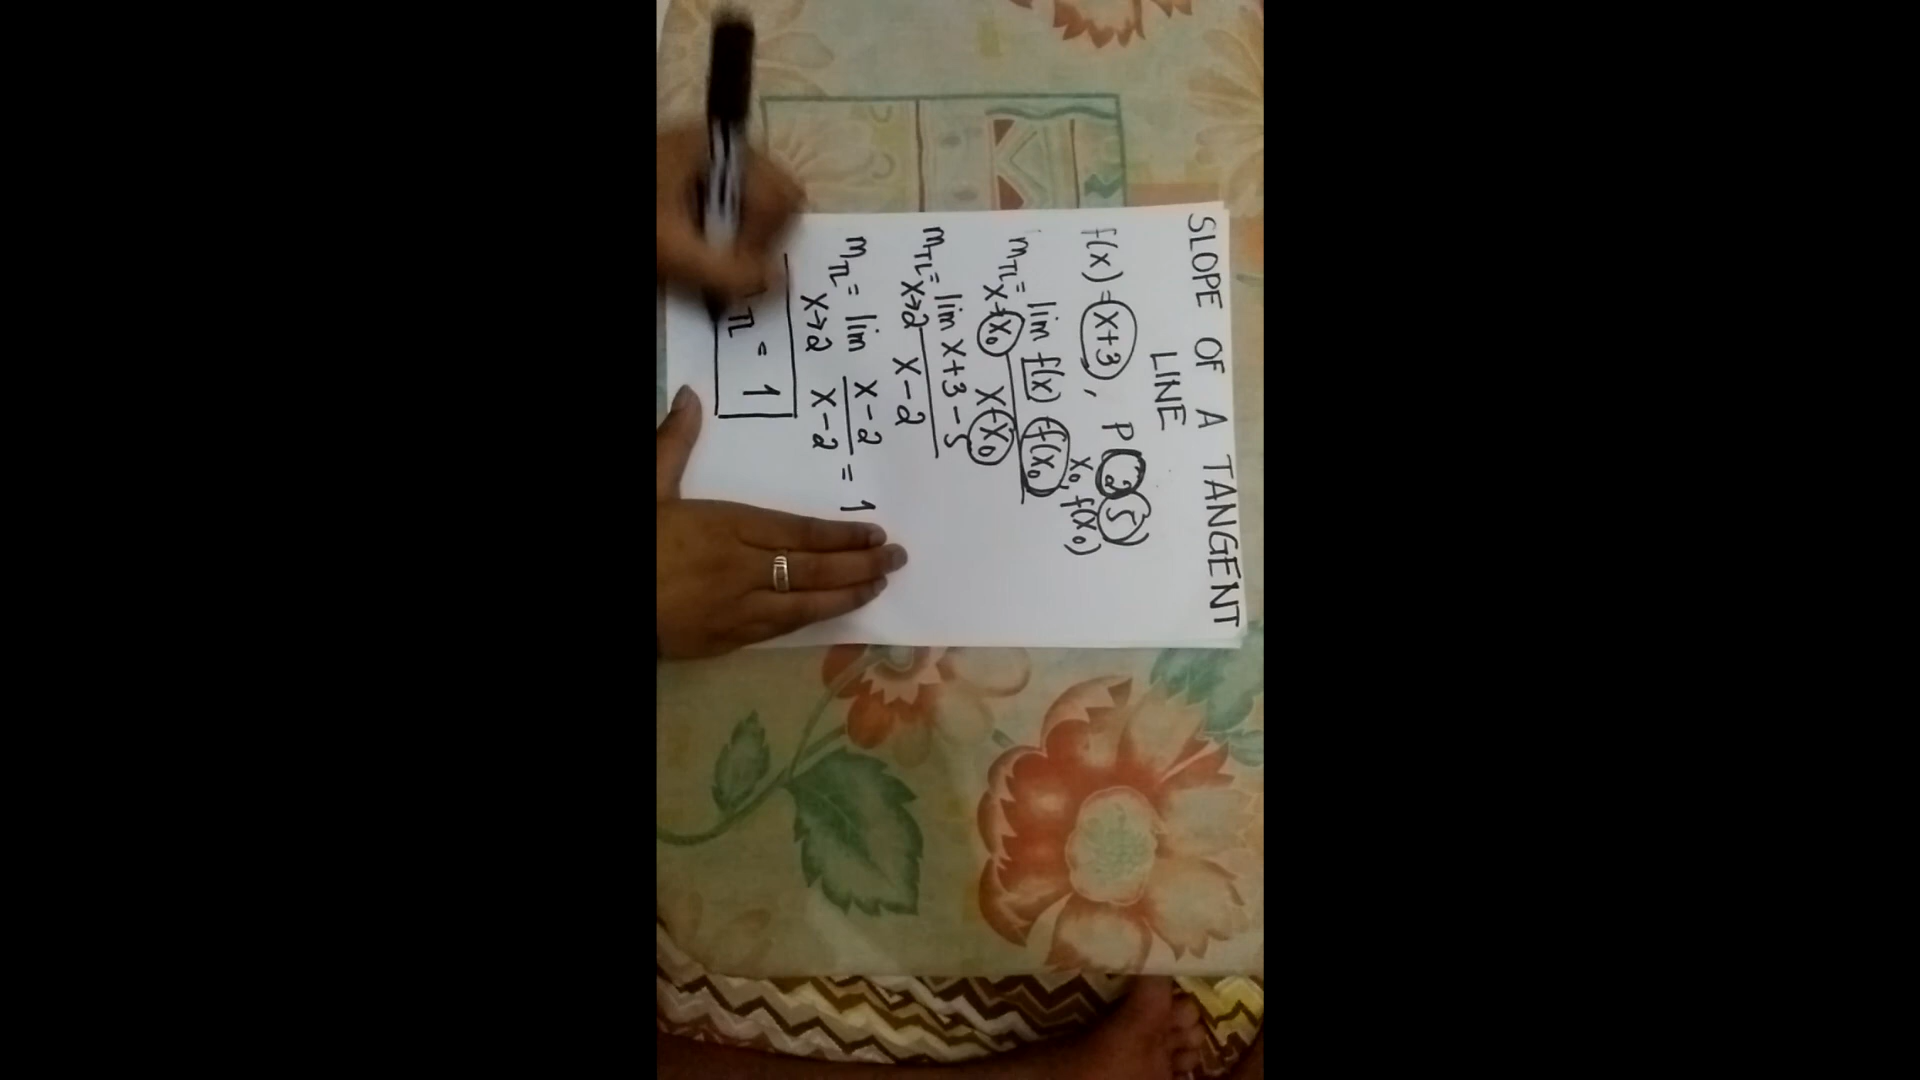 SLOPE OF A TANGENT
LINE
f(x) = x+3, P(2,5)
x₀, f(x₀)
m_TL = lim f(x) - f(x₀)
x→x₀ x-x₀
m_TL = lim x+3-5
x→2 x-2
m_TL = lim x-2 = 1
x→2 x-2
TL = 1